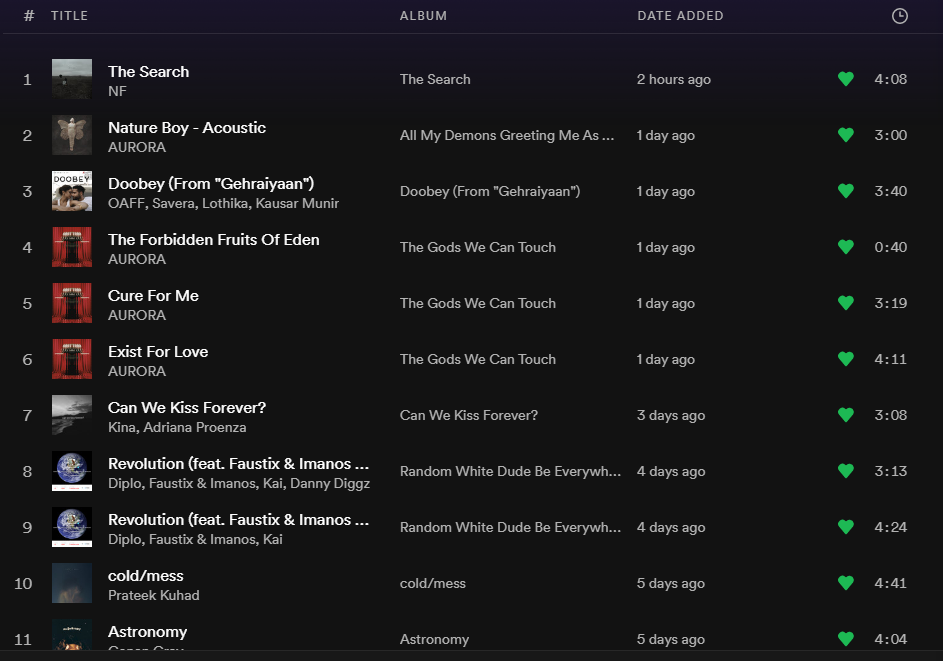 # TITLE ALBUM DATE ADDED
1 The Search The Search 2 hours ago 4:08
NF
2 Nature Boy - Acoustic All My Demons Greeting Me As ... 1 day ago 3:00
AURORA
DOOBEY
3 Doobey (From "Gehraiyaan") Doobey (From "Gehraiyaan") 1 day ago 3:40
OAFF, Savera, Lothika, Kausar Munir
4 The Forbidden Fruits Of Eden The Gods We Can Touch 1 day ago 0:40
AURORA
5 Cure For Me The Gods We Can Touch 1 day ago 3:19
AURORA
6 Exist For Love The Gods We Can Touch 1 day ago 4:11
AURORA
7 Can We Kiss Forever? Can We Kiss Forever? 3 days ago 3:08
Kina, Adriana Proenza
8 Revolution (feat. Faustix & Imanos ... Random White Dude Be Everywh... 4 days ago 3:13
Diplo, Faustix & Imanos, Kai, Danny Diggz
9 Revolution (feat. Faustix & Imanos ... Random White Dude Be Everywh... 4 days ago 4:24
Diplo, Faustix & Imanos, Kai
10 cold/mess cold/mess 5 days ago 4:41
Prateek Kuhad
11 Astronomy Astronomy 5 days ago 4:04